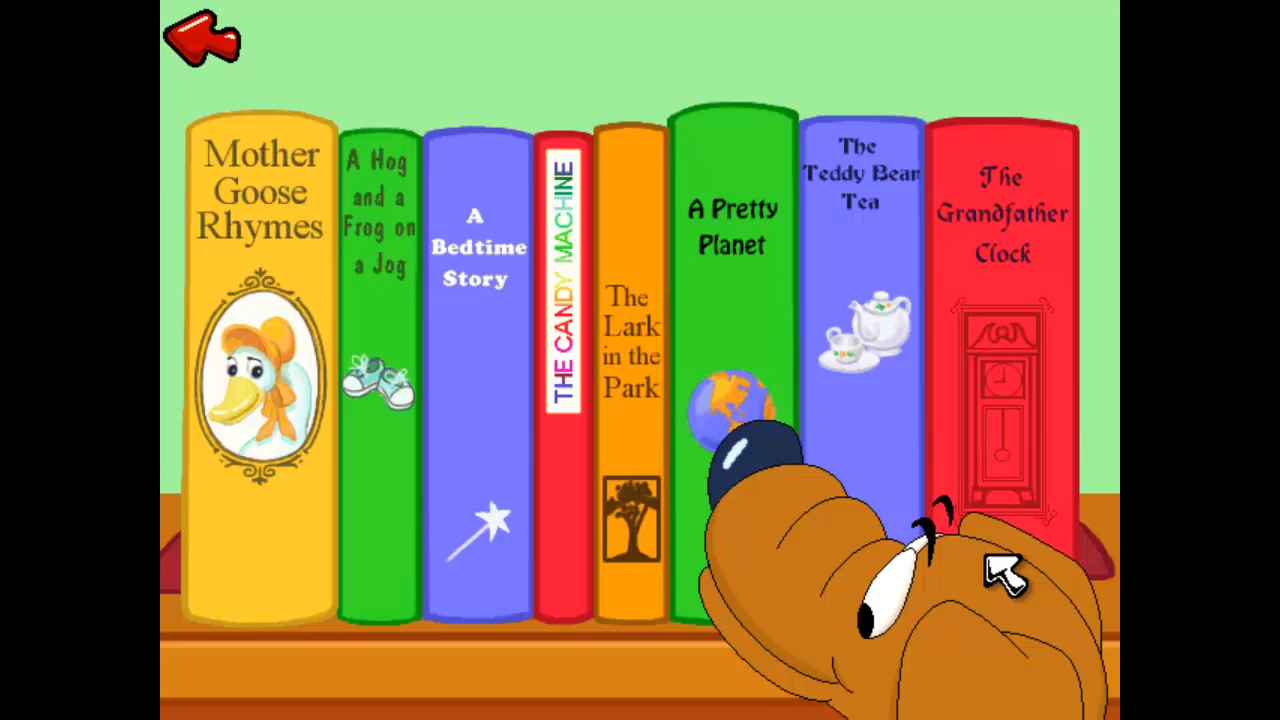 Mother
Goose
Rhymes
A Hog
and a
Frog on
a Jog
A
Bedtime
Story
THE CANDY MACHINE
The
Lark
in the
Park
A Pretty
Planet
The
Teddy Bear
Tea
The
Grandfather
Clock